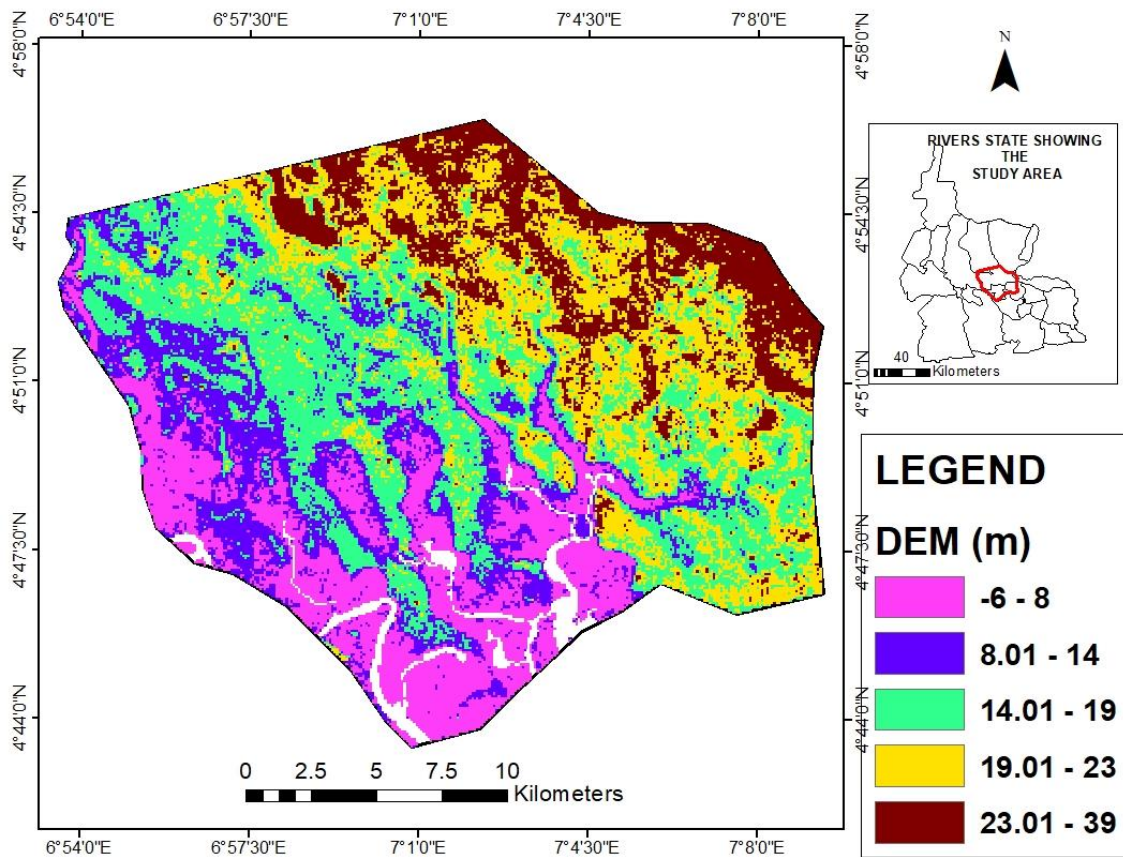 6°54'0"E 6°57'30"E 7°1'0"E 7°4'30"E 7°8'0"E
4°58'0"N
4°54'30"N
4°51'0"N
4°47'30"N
4°44'0"N
4°58'0"N
4°54'30"N
4°51'0"N
4°47'30"N
4°44'0"N
0 2.5 5 7.5 10
Kilometers
6°54'0"E 6°57'30"E 7°1'0"E 7°4'30"E 7°8'0"E
N
RIVERS STATE SHOWING
THE
STUDY AREA
40
Kilometers
LEGEND
DEM (m)
-6 - 8
8.01 - 14
14.01 - 19
19.01 - 23
23.01 - 39